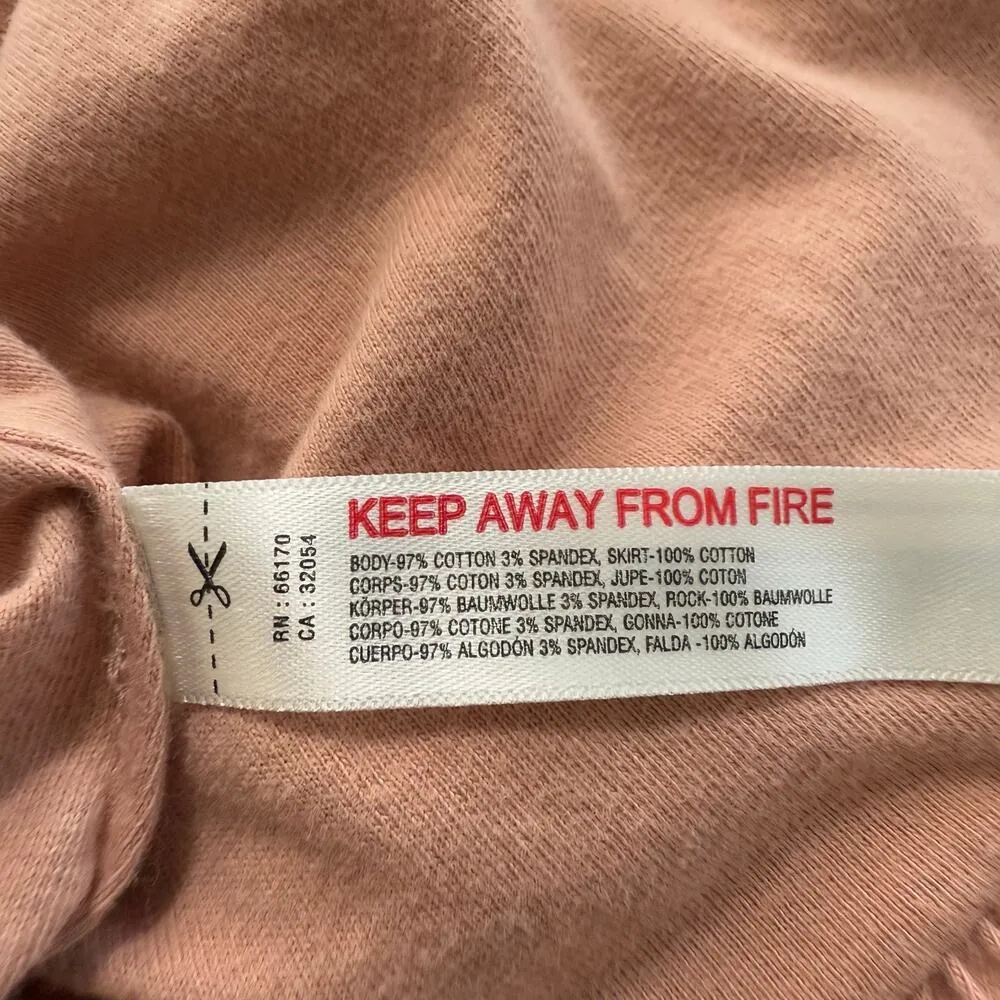 RN : 66170
CA : 32054
KEEP AWAY FROM FIRE
BODY-97% COTTON 3% SPANDEX, SKIRT-100% COTTON
CORPS-97% COTON 3% SPANDEX, JUPE-100% COTON
KÖRPER-97% BAUMWOLLE 3% SPANDEX, ROCK-100% BAUMWOLLE
CORPO-97% COTONE 3% SPANDEX, GONNA-100% COTONE
CUERPO-97% ALGODÓN 3% SPANDEX, FALDA -100% ALGODÓN